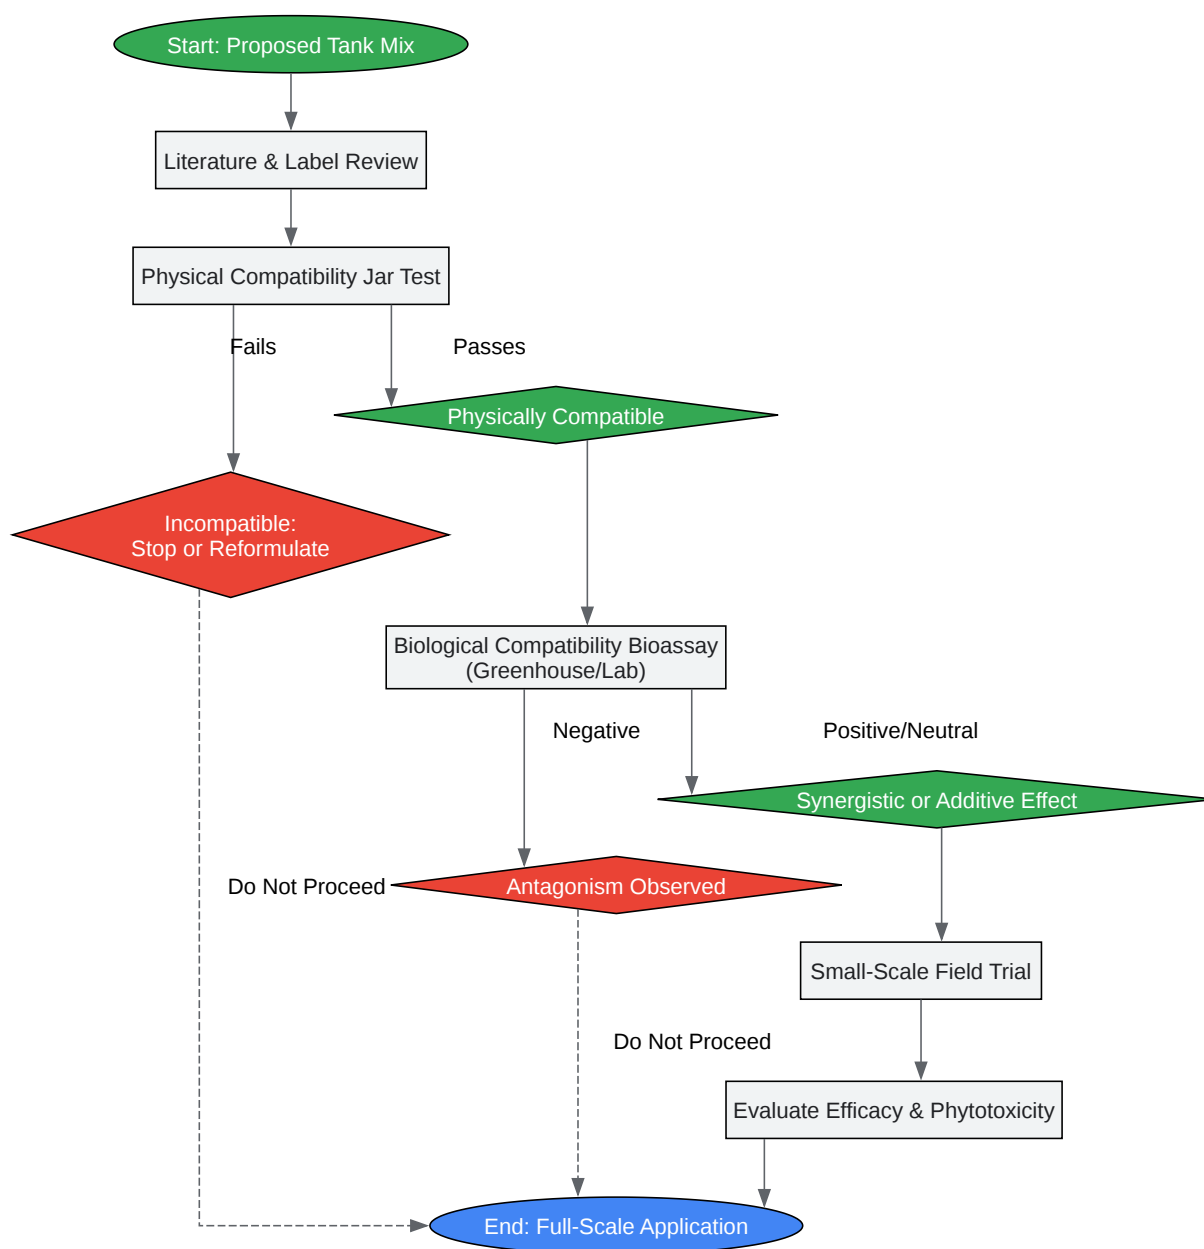 Start: Proposed Tank Mix
Literature & Label Review
Physical Compatibility Jar Test
Fails
Passes
Physically Compatible
Incompatible:
Stop or Reformulate
Biological Compatibility Bioassay
(Greenhouse/Lab)
Negative
Positive/Neutral
Synergistic or Additive Effect
Do Not Proceed
Antagonism Observed
Small-Scale Field Trial
Do Not Proceed
Evaluate Efficacy & Phytotoxicity
End: Full-Scale Application